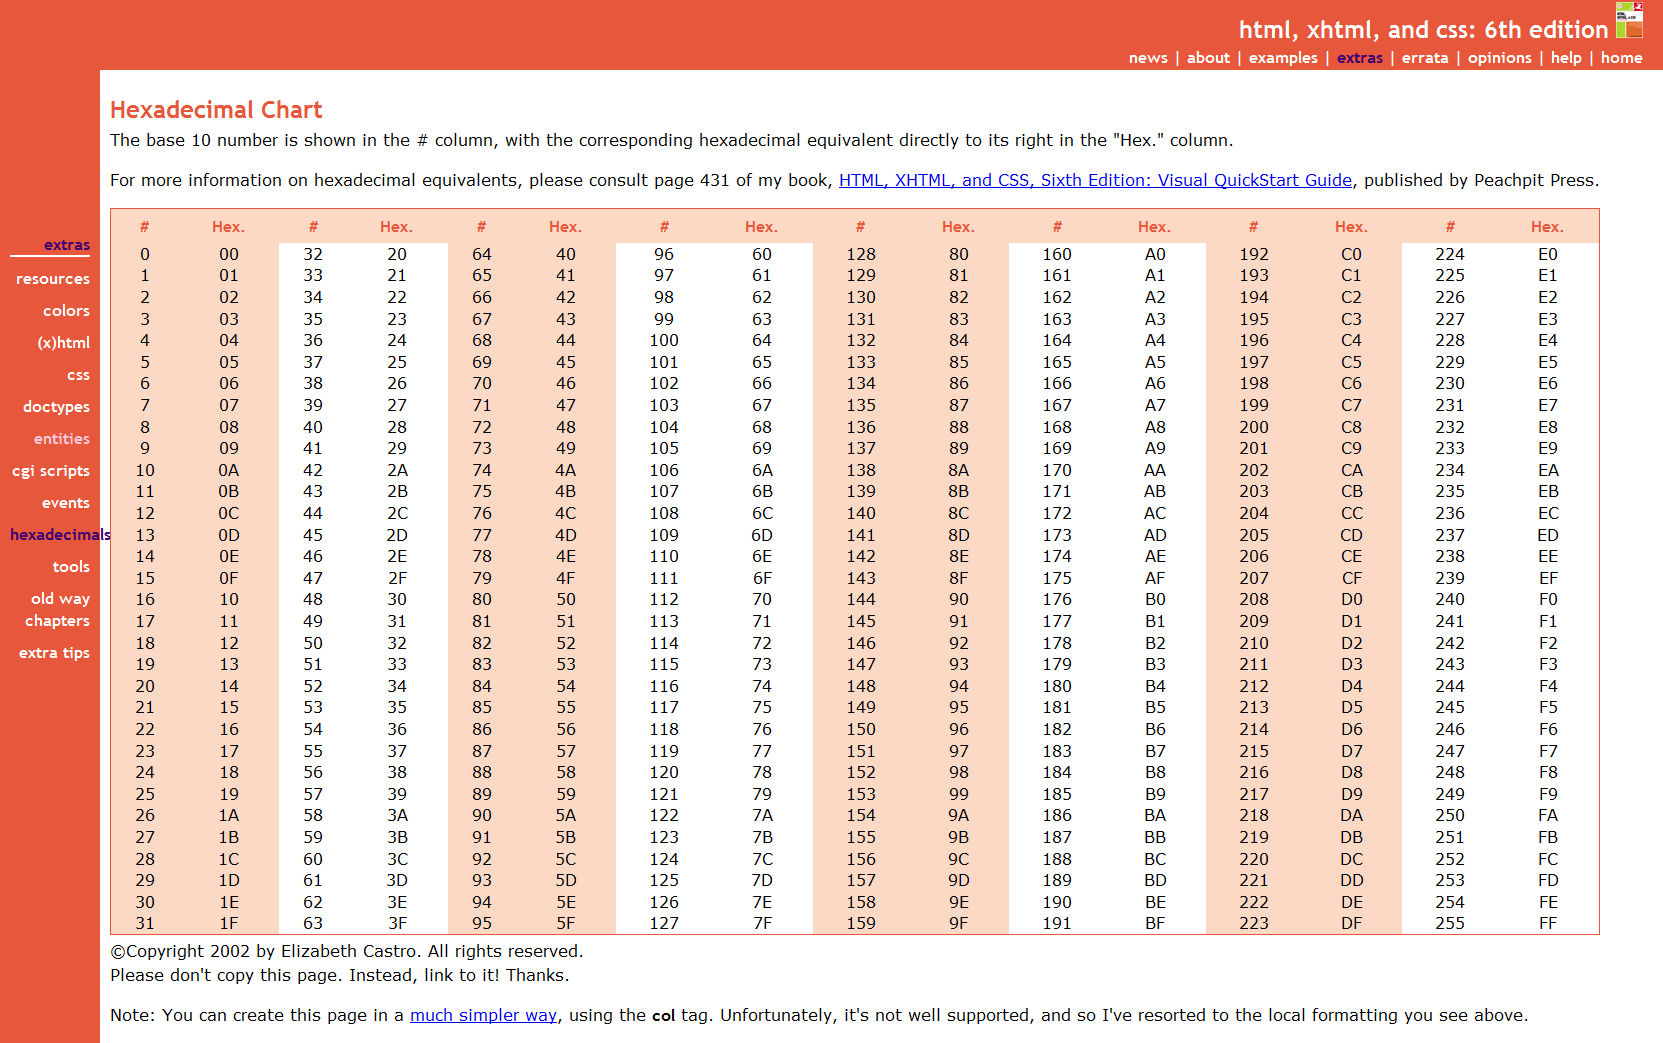 html, xhtml, and css: 6th edition
news | about | examples | extras | errata | opinions | help | home
extras
resources
colors
(x)html
css
doctypes
entities
cgi scripts
events
hexadecimals
tools
old way
chapters
extra tips
Hexadecimal Chart
The base 10 number is shown in the # column, with the corresponding hexadecimal equivalent directly to its right in the "Hex." column.
For more information on hexadecimal equivalents, please consult page 431 of my book, HTML, XHTML, and CSS, Sixth Edition: Visual QuickStart Guide, published by Peachpit Press.
# Hex. # Hex. # Hex. # Hex. # Hex. # Hex. # Hex. # Hex.
0 00 32 20 64 40 96 60 128 80 160 A0 192 C0 224 E0
1 01 33 21 65 41 97 61 129 81 161 A1 193 C1 225 E1
2 02 34 22 66 42 98 62 130 82 162 A2 194 C2 226 E2
3 03 35 23 67 43 99 63 131 83 163 A3 195 C3 227 E3
4 04 36 24 68 44 100 64 132 84 164 A4 196 C4 228 E4
5 05 37 25 69 45 101 65 133 85 165 A5 197 C5 229 E5
6 06 38 26 70 46 102 66 134 86 166 A6 198 C6 230 E6
7 07 39 27 71 47 103 67 135 87 167 A7 199 C7 231 E7
8 08 40 28 72 48 104 68 136 88 168 A8 200 C8 232 E8
9 09 41 29 73 49 105 69 137 89 169 A9 201 C9 233 E9
10 0A 42 2A 74 4A 106 6A 138 8A 170 AA 202 CA 234 EA
11 0B 43 2B 75 4B 107 6B 139 8B 171 AB 203 CB 235 EB
12 0C 44 2C 76 4C 108 6C 140 8C 172 AC 204 CC 236 EC
13 0D 45 2D 77 4D 109 6D 141 8D 173 AD 205 CD 237 ED
14 0E 46 2E 78 4E 110 6E 142 8E 174 AE 206 CE 238 EE
15 0F 47 2F 79 4F 111 6F 143 8F 175 AF 207 CF 239 EF
16 10 48 30 80 50 112 70 144 90 176 B0 208 D0 240 F0
17 11 49 31 81 51 113 71 145 91 177 B1 209 D1 241 F1
18 12 50 32 82 52 114 72 146 92 178 B2 210 D2 242 F2
19 13 51 33 83 53 115 73 147 93 179 B3 211 D3 243 F3
20 14 52 34 84 54 116 74 148 94 180 B4 212 D4 244 F4
21 15 53 35 85 55 117 75 149 95 181 B5 213 D5 245 F5
22 16 54 36 86 56 118 76 150 96 182 B6 214 D6 246 F6
23 17 55 37 87 57 119 77 151 97 183 B7 215 D7 247 F7
24 18 56 38 88 58 120 78 152 98 184 B8 216 D8 248 F8
25 19 57 39 89 59 121 79 153 99 185 B9 217 D9 249 F9
26 1A 58 3A 90 5A 122 7A 154 9A 186 BA 218 DA 250 FA
27 1B 59 3B 91 5B 123 7B 155 9B 187 BB 219 DB 251 FB
28 1C 60 3C 92 5C 124 7C 156 9C 188 BC 220 DC 252 FC
29 1D 61 3D 93 5D 125 7D 157 9D 189 BD 221 DD 253 FD
30 1E 62 3E 94 5E 126 7E 158 9E 190 BE 222 DE 254 FE
31 1F 63 3F 95 5F 127 7F 159 9F 191 BF 223 DF 255 FF
©Copyright 2002 by Elizabeth Castro. All rights reserved.
Please don't copy this page. Instead, link to it! Thanks.
Note: You can create this page in a much simpler way, using the col tag. Unfortunately, it's not well supported, and so I've resorted to the local formatting you see above.